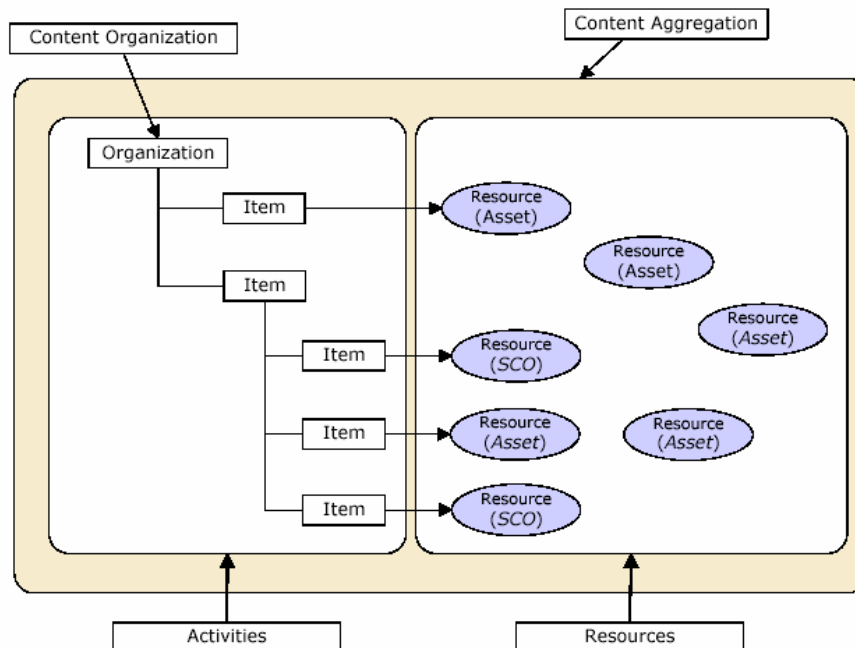 Content Organization
Content Aggregation
Organization
Item
Resource
(Asset)
Resource
(Asset)
Item
Resource
(Asset)
Item
Resource
(SCO)
Item
Resource
(Asset)
Resource
(Asset)
Item
Resource
(SCO)
Activities
Resources